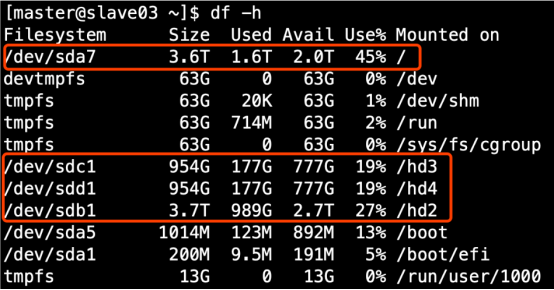 [master@slave03 ~]$ df -h
Filesystem Size Used Avail Use% Mounted on
/dev/sda7 3.6T 1.6T 2.0T 45% /
devtmpfs 63G 0 63G 0% /dev
tmpfs 63G 20K 63G 1% /dev/shm
tmpfs 63G 714M 63G 2% /run
tmpfs 63G 0 63G 0% /sys/fs/cgroup
/dev/sdc1 954G 177G 777G 19% /hd3
/dev/sdd1 954G 177G 777G 19% /hd4
/dev/sdb1 3.7T 989G 2.7T 27% /hd2
/dev/sda5 1014M 123M 892M 13% /boot
/dev/sda1 200M 9.5M 191M 5% /boot/efi
tmpfs 13G 0 13G 0% /run/user/1000